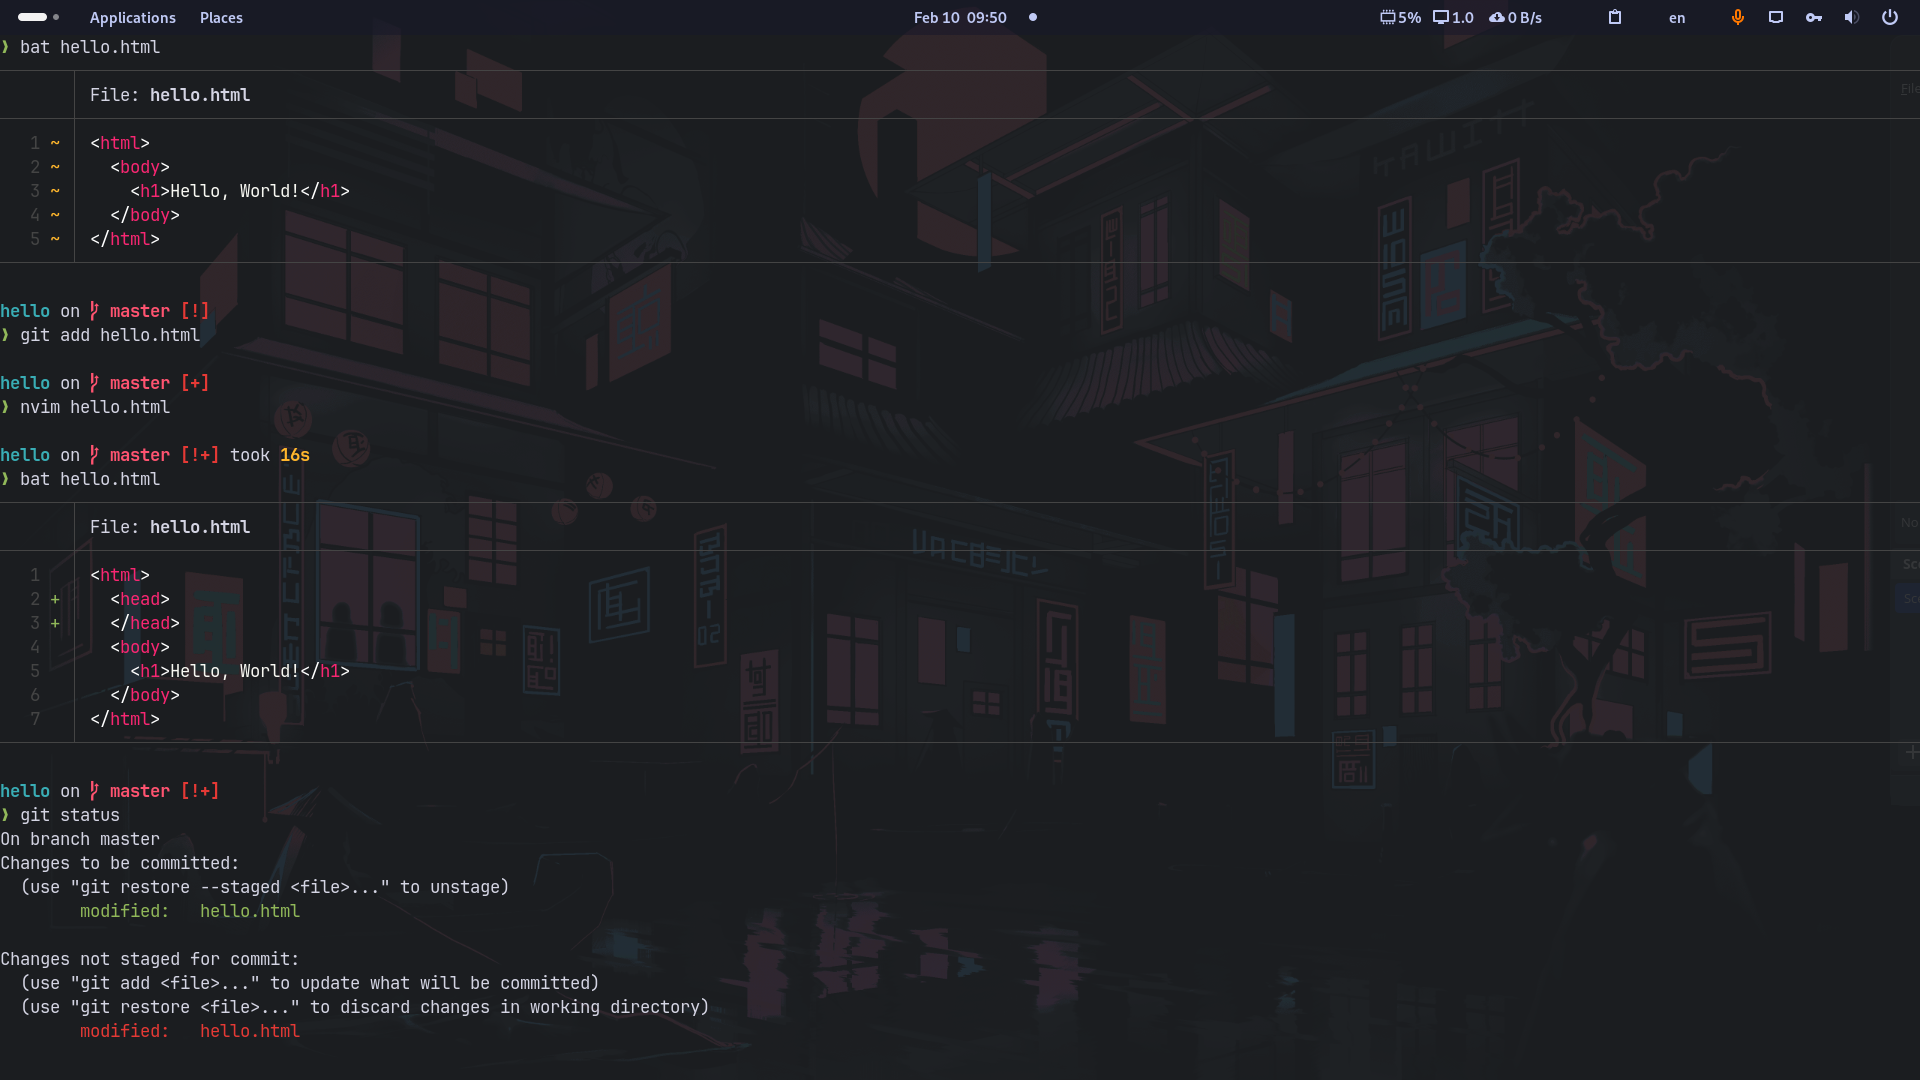 Applications Places Feb 10 09:50 5% 1.0 0 B/s en
❯ bat hello.html
File: hello.html
1 ~ <html>
2 ~ <body>
3 ~ <h1>Hello, World!</h1>
4 ~ </body>
5 ~ </html>
hello on master [!]
❯ git add hello.html
hello on master [+]
❯ nvim hello.html
hello on master [!+] took 16s
❯ bat hello.html
File: hello.html
1 <html>
2 + <head>
3 + </head>
4 <body>
5 <h1>Hello, World!</h1>
6 </body>
7 </html>
hello on master [!+]
❯ git status
On branch master
Changes to be committed:
(use "git restore --staged <file>..." to unstage)
modified: hello.html
Changes not staged for commit:
(use "git add <file>..." to update what will be committed)
(use "git restore <file>..." to discard changes in working directory)
modified: hello.html